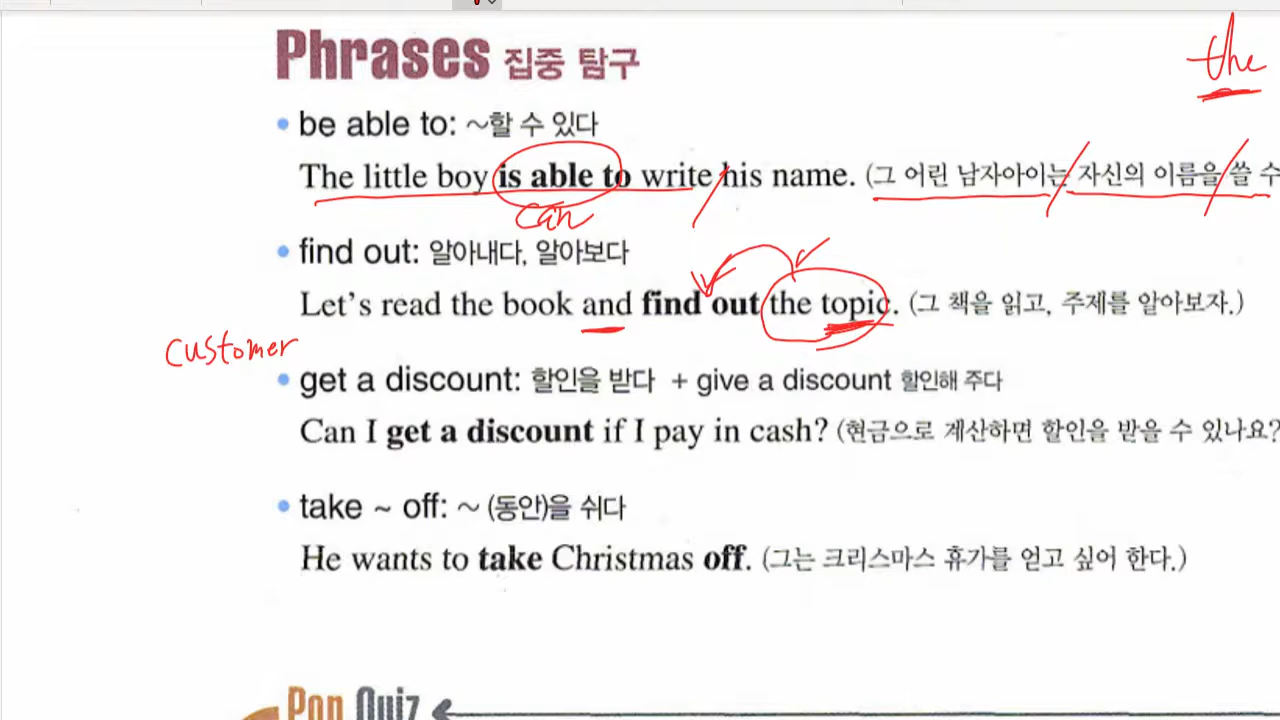 Phrases 집중 탐구
the
be able to: ~할 수 있다
The little boy is able to write his name. (그 어린 남자아이는 자신의 이름을 쓸 수
can
find out: 알아내다, 알아보다
Let's read the book and find out the topic. (그 책을 읽고, 주제를 알아보자.)
customer
get a discount: 할인을 받다 + give a discount 할인해 주다
Can I get a discount if I pay in cash? (현금으로 계산하면 할인을 받을 수 있나요?
take ~ off: ~ (동안)을 쉬다
He wants to take Christmas off. (그는 크리스마스 휴가를 얻고 싶어 한다.)
Pop Quiz